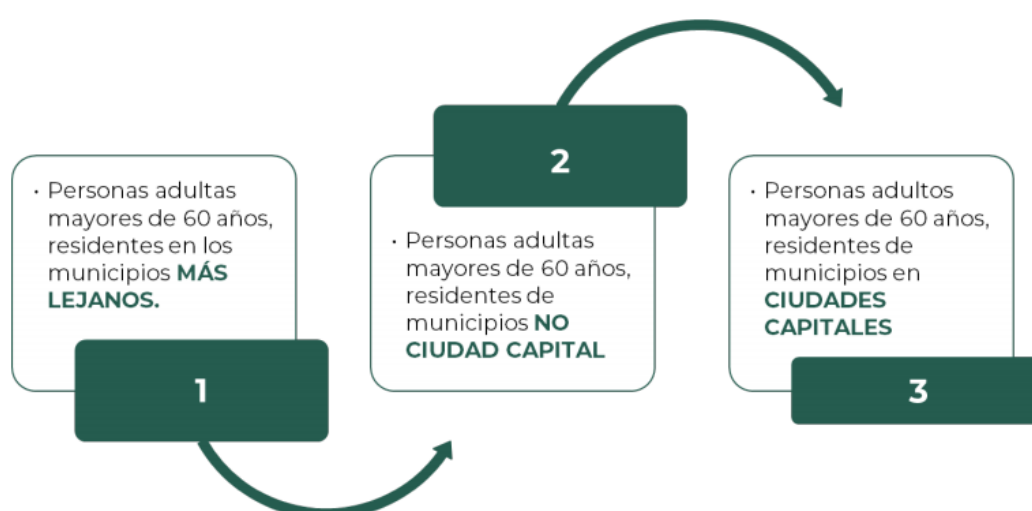 · Personas adultas
mayores de 60 años,
residentes en los
municipios MÁS
LEJANOS.
1
2
· Personas adultas
mayores de 60 años,
residentes de
municipios NO
CIUDAD CAPITAL
· Personas adultos
mayores de 60 años,
residentes de
municipios en
CIUDADES
CAPITALES
3